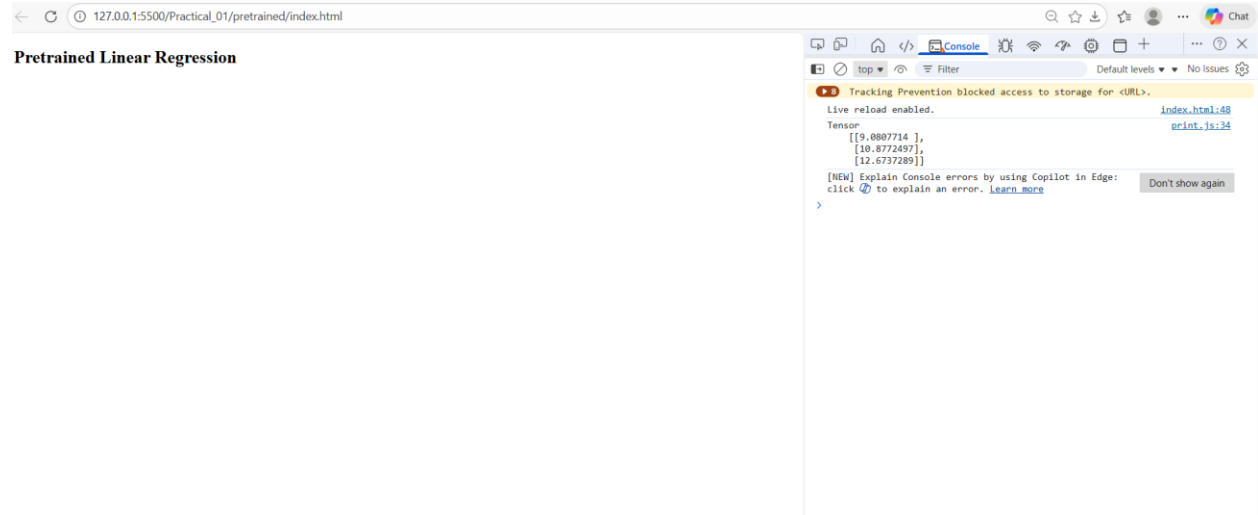 127.0.0.1:5500/Practical_01/pretrained/index.html
Chat
Pretrained Linear Regression
Console
top
Filter
Default levels
No Issues
8 Tracking Prevention blocked access to storage for <URL>.
Live reload enabled. index.html:48
Tensor print.js:34
[[9.0807714 ],
[10.8772497],
[12.6737289]]
[NEW] Explain Console errors by using Copilot in Edge:
click to explain an error. Learn more
Don't show again